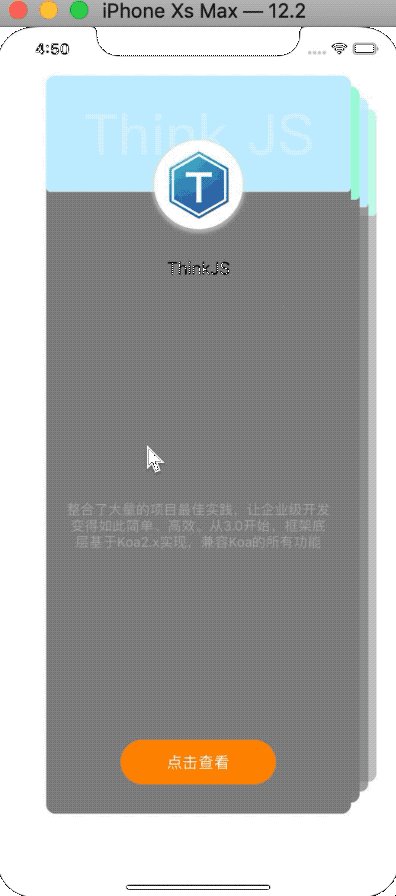 iPhone Xs Max — 12.2
4:50
Think JS
T
ThinkJS
整合了大量的项目最佳实践，让企业级开发
变得如此简单、高效。从3.0开始，框架底
层基于Koa2.x实现，兼容Koa的所有功能
点击查看